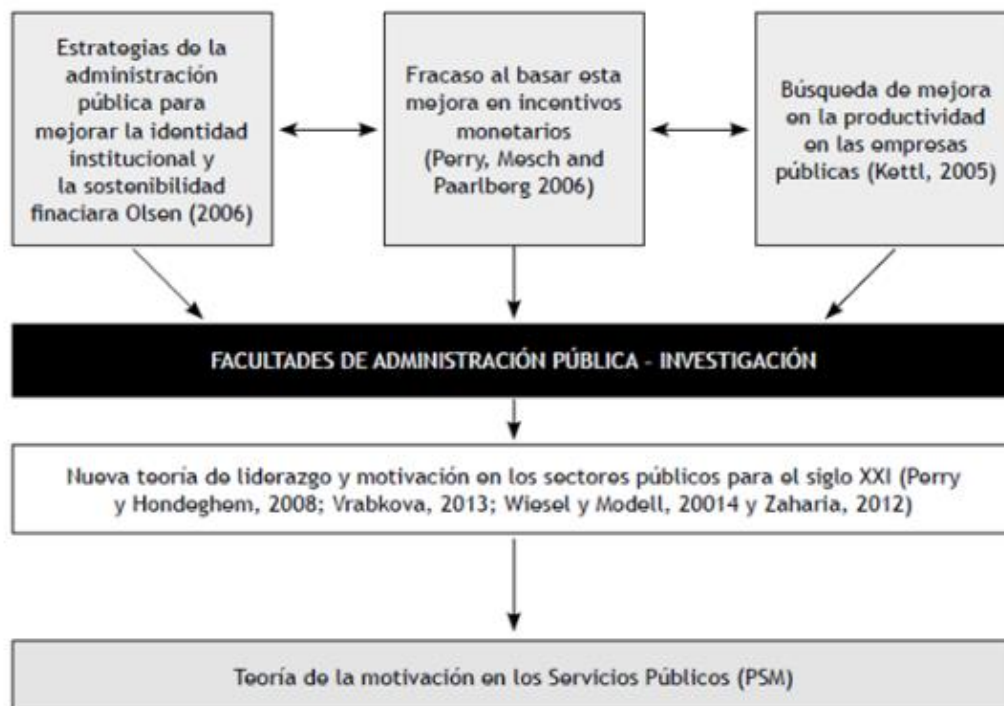 Estrategias de la
administración
pública para
mejorar la identidad
institucional y
la sostenibilidad
finaciara Olsen (2006)
Fracaso al basar esta
mejora en incentivos
monetarios
(Perry, Mesch and
Paarlberg 2006)
Búsqueda de mejora
en la productividad
en las empresas
públicas (Kettl, 2005)
FACULTADES DE ADMINISTRACIÓN PÚBLICA - INVESTIGACIÓN
Nueva teoría de liderazgo y motivación en los sectores públicos para el siglo XXI (Perry
y Hondeghem, 2008; Vrabkova, 2013; Wiesel y Modell, 20014 y Zaharia, 2012)
Teoría de la motivación en los Servicios Públicos (PSM)